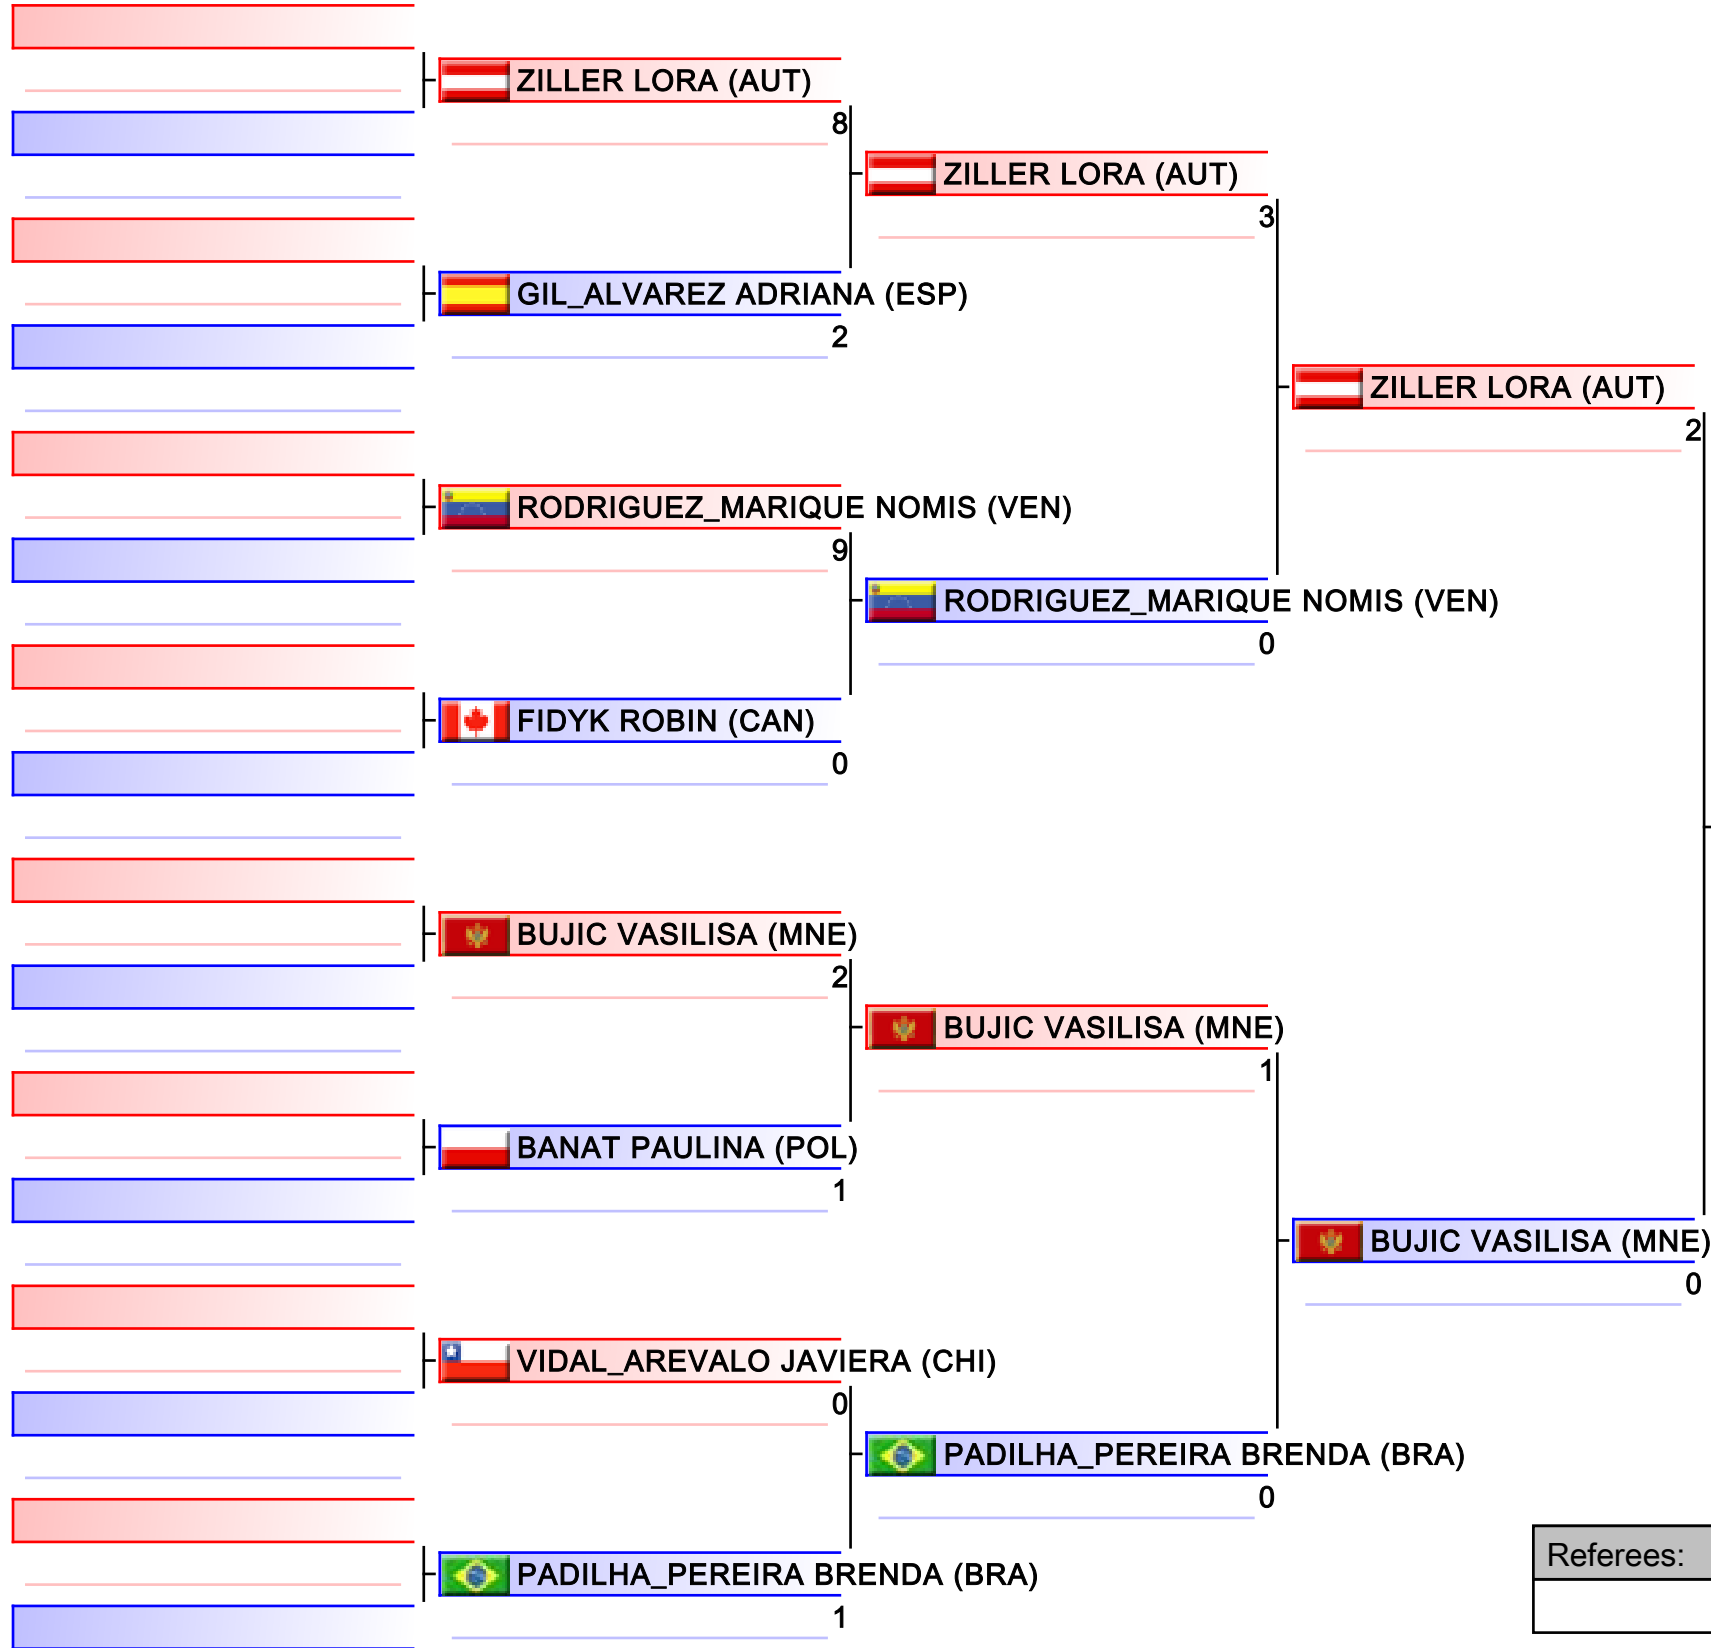 ZILLER LORA (AUT)
8
ZILLER LORA (AUT)
3
GIL_ALVAREZ ADRIANA (ESP)
2
ZILLER LORA (AUT)
2
RODRIGUEZ_MARIQUE NOMIS (VEN)
9
RODRIGUEZ_MARIQUE NOMIS (VEN)
0
FIDYK ROBIN (CAN)
0
BUJIC VASILISA (MNE)
2
BUJIC VASILISA (MNE)
1
BANAT PAULINA (POL)
1
BUJIC VASILISA (MNE)
0
VIDAL_AREVALO JAVIERA (CHI)
0
PADILHA_PEREIRA BRENDA (BRA)
0
Referees:
PADILHA_PEREIRA BRENDA (BRA)
1